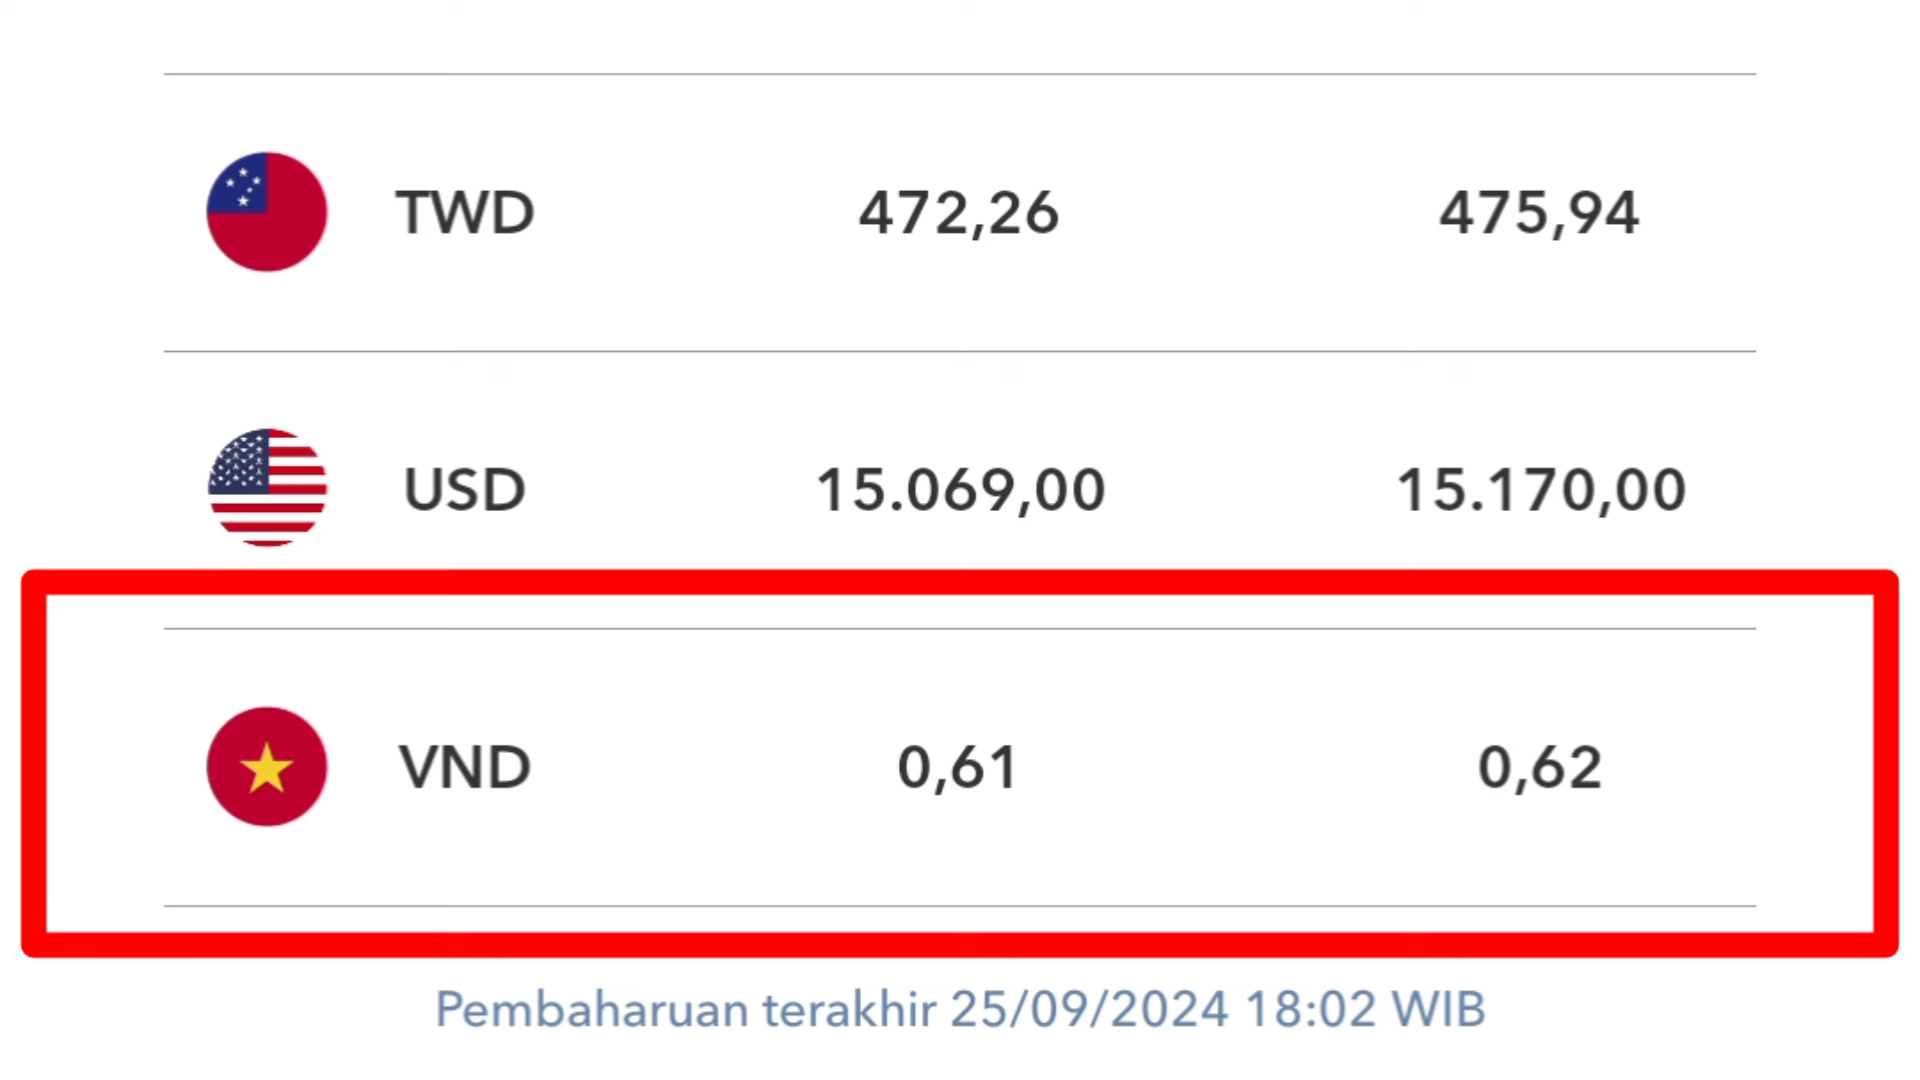 TWD 472,26 475,94
USD 15.069,00 15.170,00
VND 0,61 0,62
Pembaharuan terakhir 25/09/2024 18:02 WIB